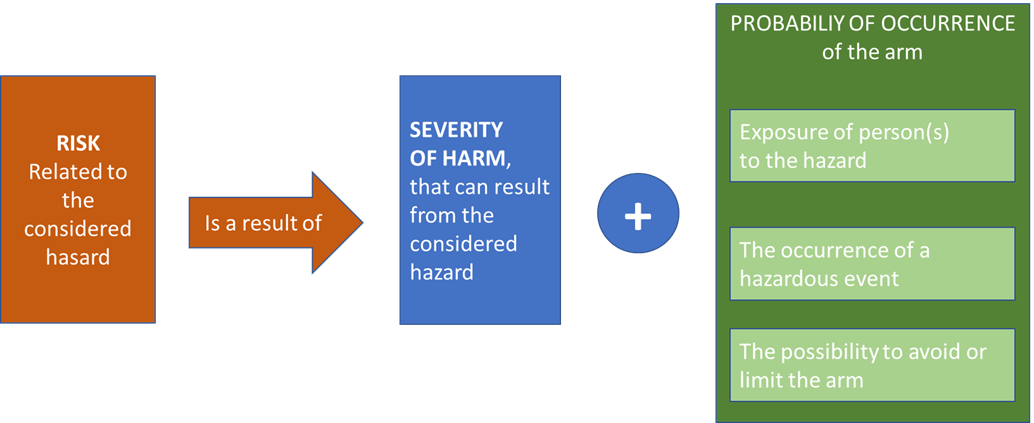 RISK
Related to
the
considered
hasard
Is a result of
SEVERITY
OF HARM,
that can result
from the
considered
hazard
+
PROBABILIY OF OCCURRENCE
of the arm
Exposure of person(s)
to the hazard
The occurrence of a
hazardous event
The possibility to avoid or
limit the arm